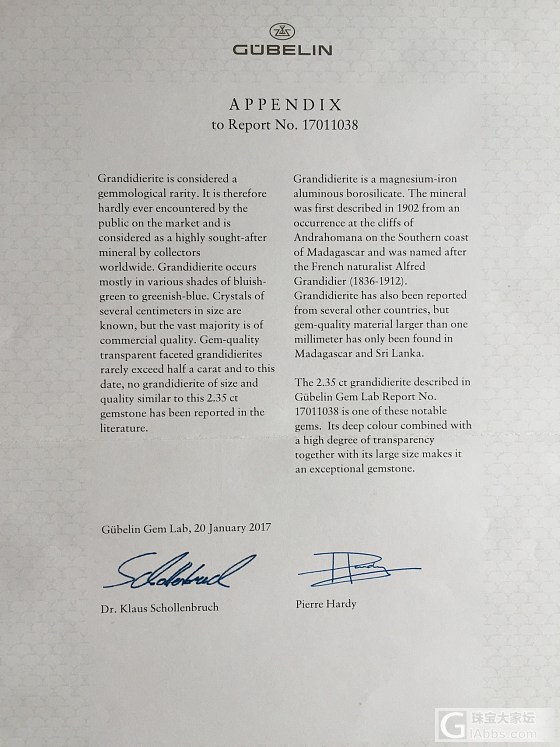 GÜBELIN
APPENDIX
to Report No. 17011038
Grandidierite is considered a
gemmological rarity. It is therefore
hardly ever encountered by the
public on the market and is
considered as a highly sought-after
mineral by collectors
worldwide. Grandidierite occurs
mostly in various shades of bluish-
green to greenish-blue. Crystals of
several centimeters in size are
known, but the vast majority is of
commercial quality. Gem-quality
transparent faceted grandidierites
rarely exceed half a carat and to this
date, no grandidierite of size and
quality similar to this 2.35 ct
gemstone has been reported in the
literature.
Grandidierite is a magnesium-iron
aluminous borosilicate. The mineral
was first described in 1902 from an
occurrence at the cliffs of
Andrahomana on the Southern coast
of Madagascar and was named after
the French naturalist Alfred
Grandidier (1836-1912).
Grandidierite has also been reported
from several other countries, but
gem-quality material larger than one
millimeter has only been found in
Madagascar and Sri Lanka.
The 2.35 ct grandidierite described in
Gübelin Gem Lab Report No.
17011038 is one of these notable
gems. Its deep colour combined with
a high degree of transparency
together with its large size makes it
an exceptional gemstone.
Gübelin Gem Lab, 20 January 2017
Schollenbruch
Hardy
Dr. Klaus Schollenbruch
Pierre Hardy
G 珠宝大家坛
iAbbs.com